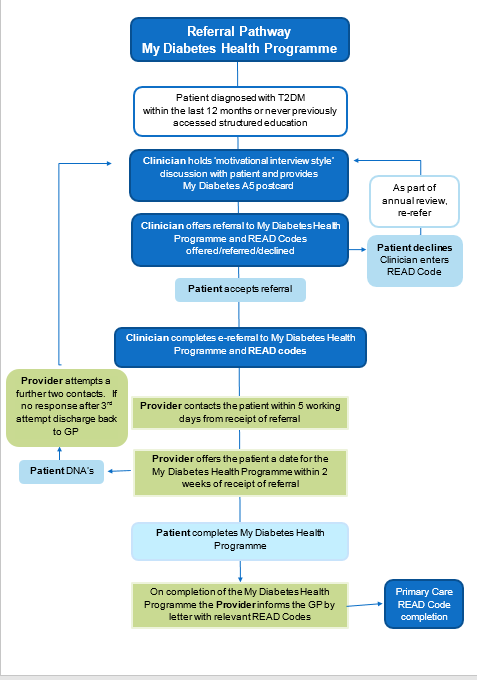 Referral Pathway
My Diabetes Health Programme
Patient diagnosed with T2DM
within the last 12 months or never previously
accessed structured education
Clinician holds 'motivational interview style'
discussion with patient and provides
My Diabetes A5 postcard
As part of
annual review,
re-refer
Clinician offers referral to My Diabetes Health
Programme and READ Codes
offered/referred/declined
Patient declines
Clinician enters
READ Code
Patient accepts referral
Clinician completes e-referral to My Diabetes Health
Programme and READ codes
Provider attempts a
further two contacts. If
no response after 3rd
attempt discharge back
to GP
Provider contacts the patient within 5 working
days from receipt of referral
Provider offers the patient a date for the
My Diabetes Health Programme within 2
weeks of receipt of referral
Patient DNA's
Patient completes My Diabetes Health
Programme
On completion of the My Diabetes Health
Programme the Provider informs the GP by
letter with relevant READ Codes
Primary Care
READ Code
completion